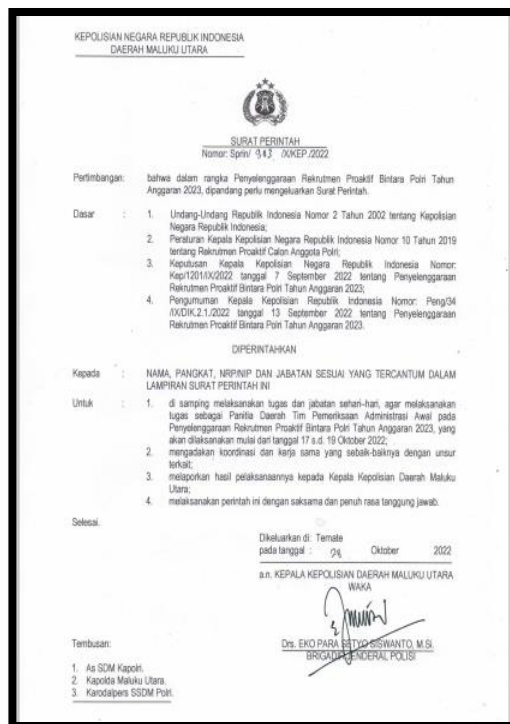 KEPOLISIAN NEGARA REPUBLIK INDONESIA
DAERAH MALUKU UTARA
SURAT PERINTAH
Nomor: Sprin/ 913 /X/KEP./2022
Pertimbangan: bahwa dalam rangka Penyelenggaraan Rekrutmen Proaktif Bintara Polri Tahun
Anggaran 2023, dipandang perlu mengeluarkan Surat Perintah.
Dasar : 1. Undang-Undang Republik Indonesia Nomor 2 Tahun 2002 tentang Kepolisian
Negara Republik Indonesia;
2. Peraturan Kepala Kepolisian Negara Republik Indonesia Nomor 10 Tahun 2019
tentang Rekrutmen Proaktif Calon Anggota Polri;
3. Keputusan Kepala Kepolisian Negara Republik Indonesia Nomor:
Kep/1201/IX/2022 tanggal 7 September 2022 tentang Penyelenggaraan
Rekrutmen Proaktif Bintara Polri Tahun Anggaran 2023;
4. Pengumuman Kepala Kepolisian Republik Indonesia Nomor: Peng/34
/IX/DIK.2.1./2022 tanggal 13 September 2022 tentang Penyelenggaraan
Rekrutmen Proaktif Bintara Polri Tahun Anggaran 2023.
DIPERINTAHKAN
Kepada : NAMA, PANGKAT, NRP/NIP DAN JABATAN SESUAI YANG TERCANTUM DALAM
LAMPIRAN SURAT PERINTAH INI
Untuk : 1. di samping melaksanakan tugas dan jabatan sehari-hari, agar melaksanakan
tugas sebagai Panitia Daerah Tim Pemeriksaan Administrasi Awal pada
Penyelenggaraan Rekrutmen Proaktif Bintara Polri Tahun Anggaran 2023, yang
akan dilaksanakan mulai dari tanggal 17 s.d. 19 Oktober 2022;
2. mengadakan koordinasi dan kerja sama yang sebaik-baiknya dengan unsur
terkait;
3. melaporkan hasil pelaksanaannya kepada Kepala Kepolisian Daerah Maluku
Utara;
4. melaksanakan perintah ini dengan saksama dan penuh rasa tanggung jawab.
Selesai.
Dikeluarkan di: Ternate
pada tanggal : Oktober 2022
a.n. KEPALA KEPOLISIAN DAERAH MALUKU UTARA
WAKA
Drs. EKO PARA SETYO SISWANTO, M.Si.
BRIGADIR JENDERAL POLISI
Tembusan:
1. As SDM Kapolri.
2. Kapolda Maluku Utara.
3. Karodalpers SSDM Polri.